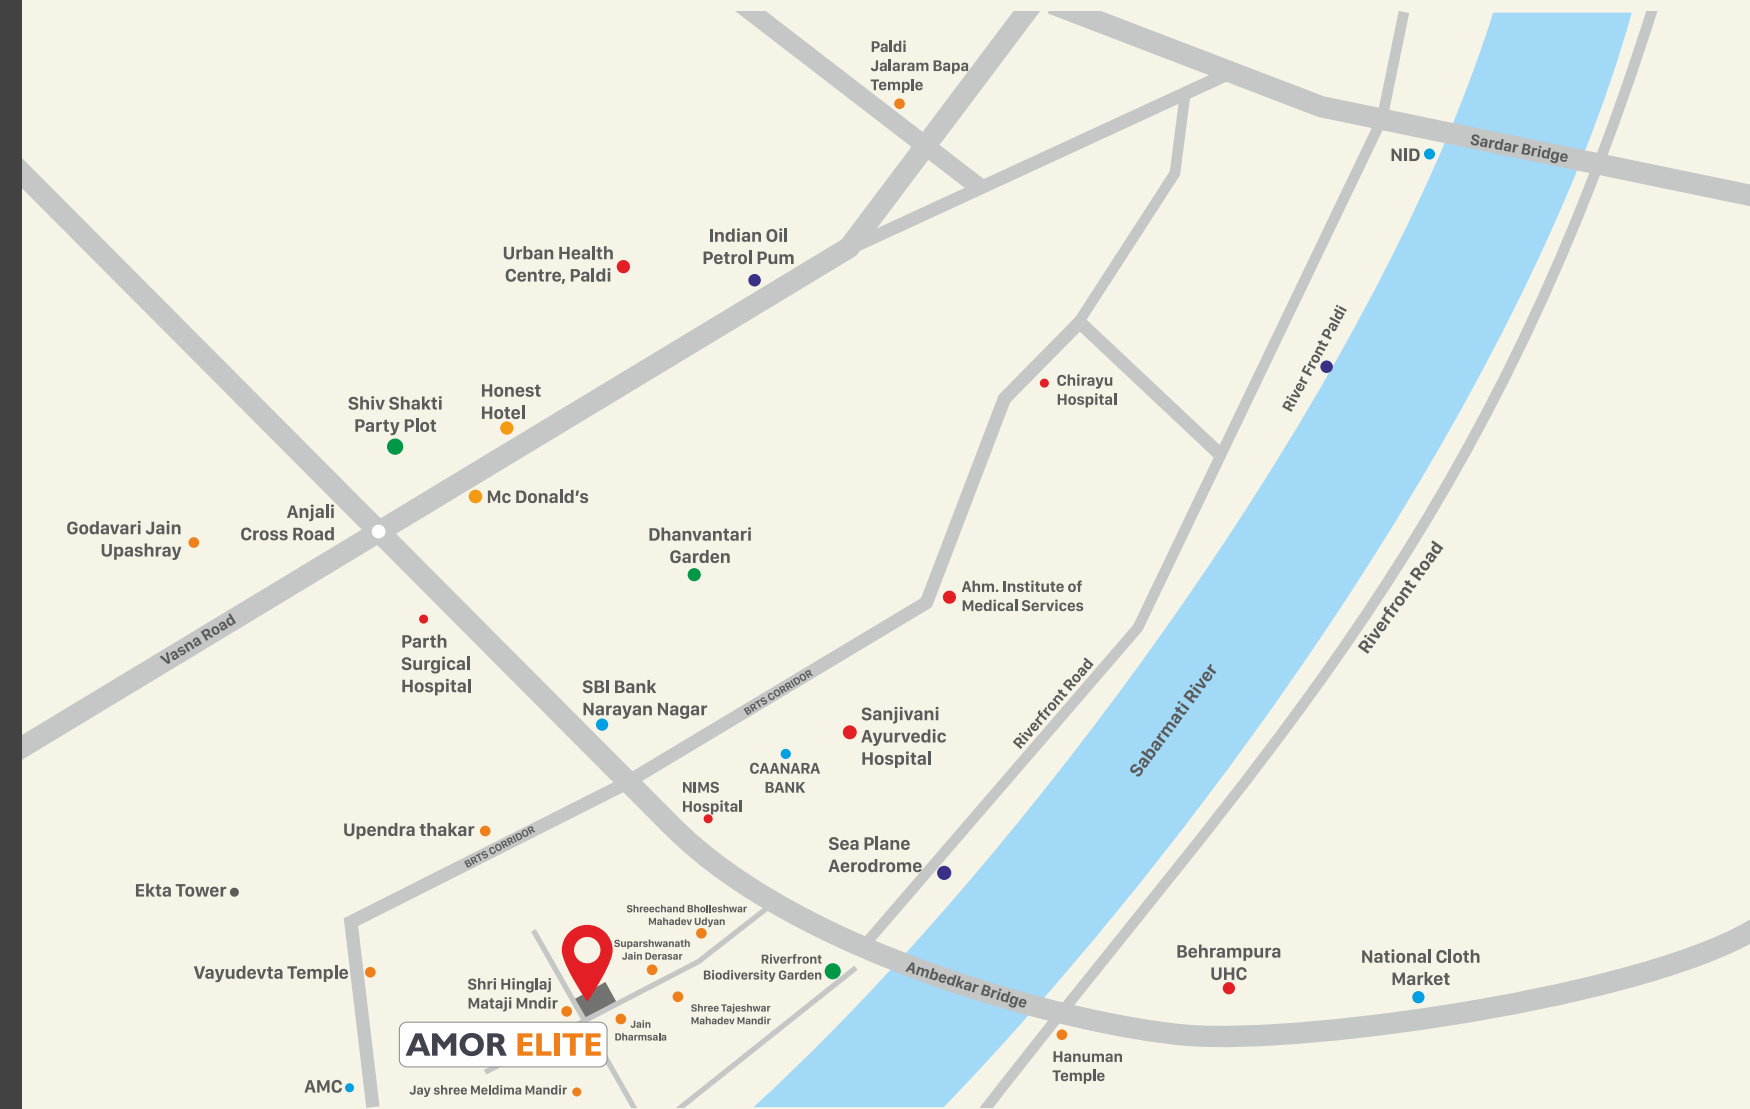 Paldi
Jalaram Bapa
Temple
NID
Sardar Bridge
Indian Oil
Petrol Pum
Urban Health
Centre, Paldi
River Front Paldi
Chirayu
Hospital
Honest
Hotel
Shiv Shakti
Party Plot
Mc Donald's
Anjali
Cross Road
Godavari Jain
Upashray
Dhanvantari
Garden
Ahm. Institute of
Medical Services
Riverfront Road
Vasna Road
Parth
Surgical
Hospital
SBI Bank
Narayan Nagar
BRTS CORRIDOR
Riverfront Road
Sabarmati River
Sanjivani
Ayurvedic
Hospital
CAANARA
BANK
NIMS
Hospital
Upendra thakar
BRTS CORRIDOR
Sea Plane
Aerodrome
Ekta Tower
Shreechand Bholleshwar
Mahadev Udyan
Suparshwanath
Jain Derasar
Riverfront
Biodiversity Garden
Ambedkar Bridge
Behrampura
UHC
National Cloth
Market
Vayudevta Temple
Shri Hinglaj
Mataji Mndir
Shree Tajeshwar
Mahadev Mandir
Jain
Dharmsala
AMOR ELITE
Hanuman
Temple
AMC
Jay shree Meldima Mandir